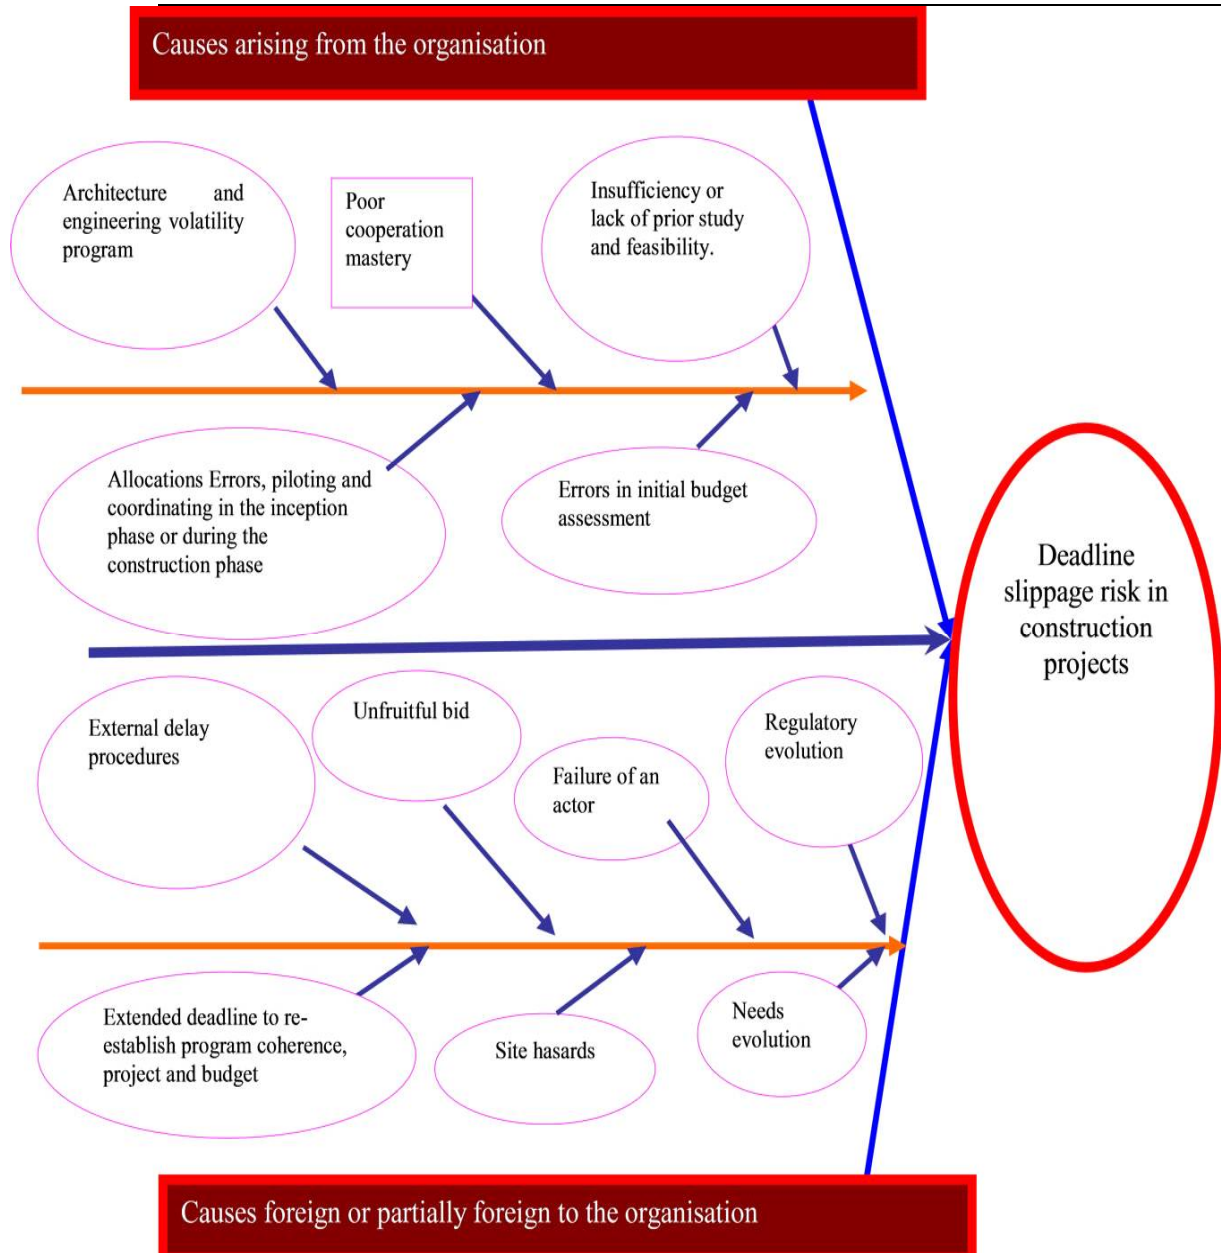 Causes arising from the organisation
Architecture and
engineering volatility
program
Poor
cooperation
mastery
Insufficiency or
lack of prior study
and feasibility.
Allocations Errors, piloting and
coordinating in the inception
phase or during the
construction phase
Errors in initial budget
assessment
Deadline
slippage risk in
construction
projects
External delay
procedures
Unfruitful bid
Failure of an
actor
Regulatory
evolution
Extended deadline to re-
establish program coherence,
project and budget
Site hasards
Needs
evolution
Causes foreign or partially foreign to the organisation